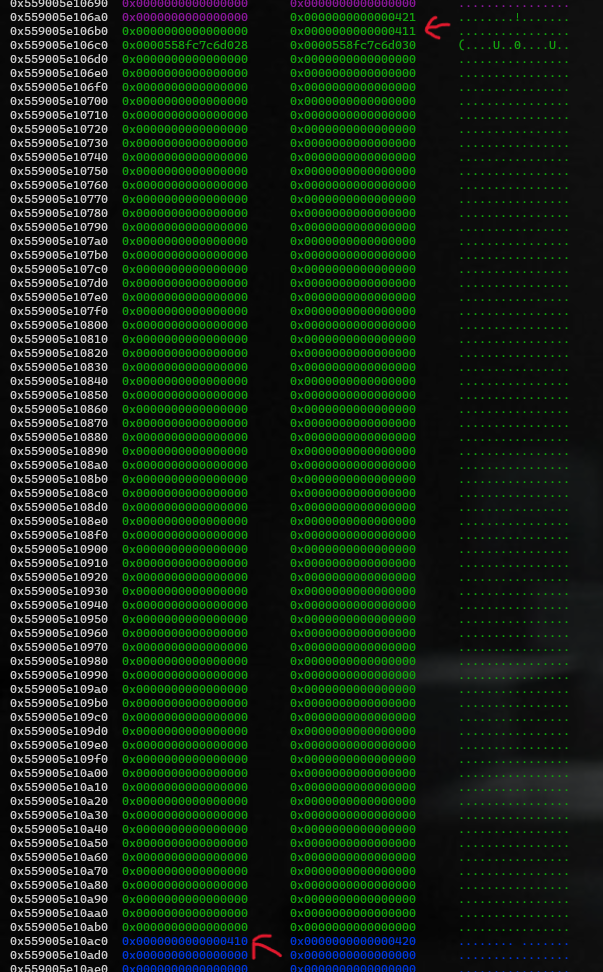 0x559005e10690 0x0000000000000000 0x0000000000000000 ................
0x559005e106a0 0x0000000000000000 0x0000000000000421 ........!.......
0x559005e106b0 0x0000000000000000 0x0000000000000411 ................
0x559005e106c0 0x0000558fc7c6d028 0x0000558fc7c6d030 (....U..0....U..
0x559005e106d0 0x0000000000000000 0x0000000000000000 ................
0x559005e106e0 0x0000000000000000 0x0000000000000000 ................
0x559005e106f0 0x0000000000000000 0x0000000000000000 ................
0x559005e10700 0x0000000000000000 0x0000000000000000 ................
0x559005e10710 0x0000000000000000 0x0000000000000000 ................
0x559005e10720 0x0000000000000000 0x0000000000000000 ................
0x559005e10730 0x0000000000000000 0x0000000000000000 ................
0x559005e10740 0x0000000000000000 0x0000000000000000 ................
0x559005e10750 0x0000000000000000 0x0000000000000000 ................
0x559005e10760 0x0000000000000000 0x0000000000000000 ................
0x559005e10770 0x0000000000000000 0x0000000000000000 ................
0x559005e10780 0x0000000000000000 0x0000000000000000 ................
0x559005e10790 0x0000000000000000 0x0000000000000000 ................
0x559005e107a0 0x0000000000000000 0x0000000000000000 ................
0x559005e107b0 0x0000000000000000 0x0000000000000000 ................
0x559005e107c0 0x0000000000000000 0x0000000000000000 ................
0x559005e107d0 0x0000000000000000 0x0000000000000000 ................
0x559005e107e0 0x0000000000000000 0x0000000000000000 ................
0x559005e107f0 0x0000000000000000 0x0000000000000000 ................
0x559005e10800 0x0000000000000000 0x0000000000000000 ................
0x559005e10810 0x0000000000000000 0x0000000000000000 ................
0x559005e10820 0x0000000000000000 0x0000000000000000 ................
0x559005e10830 0x0000000000000000 0x0000000000000000 ................
0x559005e10840 0x0000000000000000 0x0000000000000000 ................
0x559005e10850 0x0000000000000000 0x0000000000000000 ................
0x559005e10860 0x0000000000000000 0x0000000000000000 ................
0x559005e10870 0x0000000000000000 0x0000000000000000 ................
0x559005e10880 0x0000000000000000 0x0000000000000000 ................
0x559005e10890 0x0000000000000000 0x0000000000000000 ................
0x559005e108a0 0x0000000000000000 0x0000000000000000 ................
0x559005e108b0 0x0000000000000000 0x0000000000000000 ................
0x559005e108c0 0x0000000000000000 0x0000000000000000 ................
0x559005e108d0 0x0000000000000000 0x0000000000000000 ................
0x559005e108e0 0x0000000000000000 0x0000000000000000 ................
0x559005e108f0 0x0000000000000000 0x0000000000000000 ................
0x559005e10900 0x0000000000000000 0x0000000000000000 ................
0x559005e10910 0x0000000000000000 0x0000000000000000 ................
0x559005e10920 0x0000000000000000 0x0000000000000000 ................
0x559005e10930 0x0000000000000000 0x0000000000000000 ................
0x559005e10940 0x0000000000000000 0x0000000000000000 ................
0x559005e10950 0x0000000000000000 0x0000000000000000 ................
0x559005e10960 0x0000000000000000 0x0000000000000000 ................
0x559005e10970 0x0000000000000000 0x0000000000000000 ................
0x559005e10980 0x0000000000000000 0x0000000000000000 ................
0x559005e10990 0x0000000000000000 0x0000000000000000 ................
0x559005e109a0 0x0000000000000000 0x0000000000000000 ................
0x559005e109b0 0x0000000000000000 0x0000000000000000 ................
0x559005e109c0 0x0000000000000000 0x0000000000000000 ................
0x559005e109d0 0x0000000000000000 0x0000000000000000 ................
0x559005e109e0 0x0000000000000000 0x0000000000000000 ................
0x559005e109f0 0x0000000000000000 0x0000000000000000 ................
0x559005e10a00 0x0000000000000000 0x0000000000000000 ................
0x559005e10a10 0x0000000000000000 0x0000000000000000 ................
0x559005e10a20 0x0000000000000000 0x0000000000000000 ................
0x559005e10a30 0x0000000000000000 0x0000000000000000 ................
0x559005e10a40 0x0000000000000000 0x0000000000000000 ................
0x559005e10a50 0x0000000000000000 0x0000000000000000 ................
0x559005e10a60 0x0000000000000000 0x0000000000000000 ................
0x559005e10a70 0x0000000000000000 0x0000000000000000 ................
0x559005e10a80 0x0000000000000000 0x0000000000000000 ................
0x559005e10a90 0x0000000000000000 0x0000000000000000 ................
0x559005e10aa0 0x0000000000000000 0x0000000000000000 ................
0x559005e10ab0 0x0000000000000000 0x0000000000000000 ................
0x559005e10ac0 0x0000000000000410 0x0000000000000420 ........ .......
0x559005e10ad0 0x0000000000000000 0x0000000000000000 ................
0x559005e10ae0 0x0000000000000000 0x0000000000000000 ................